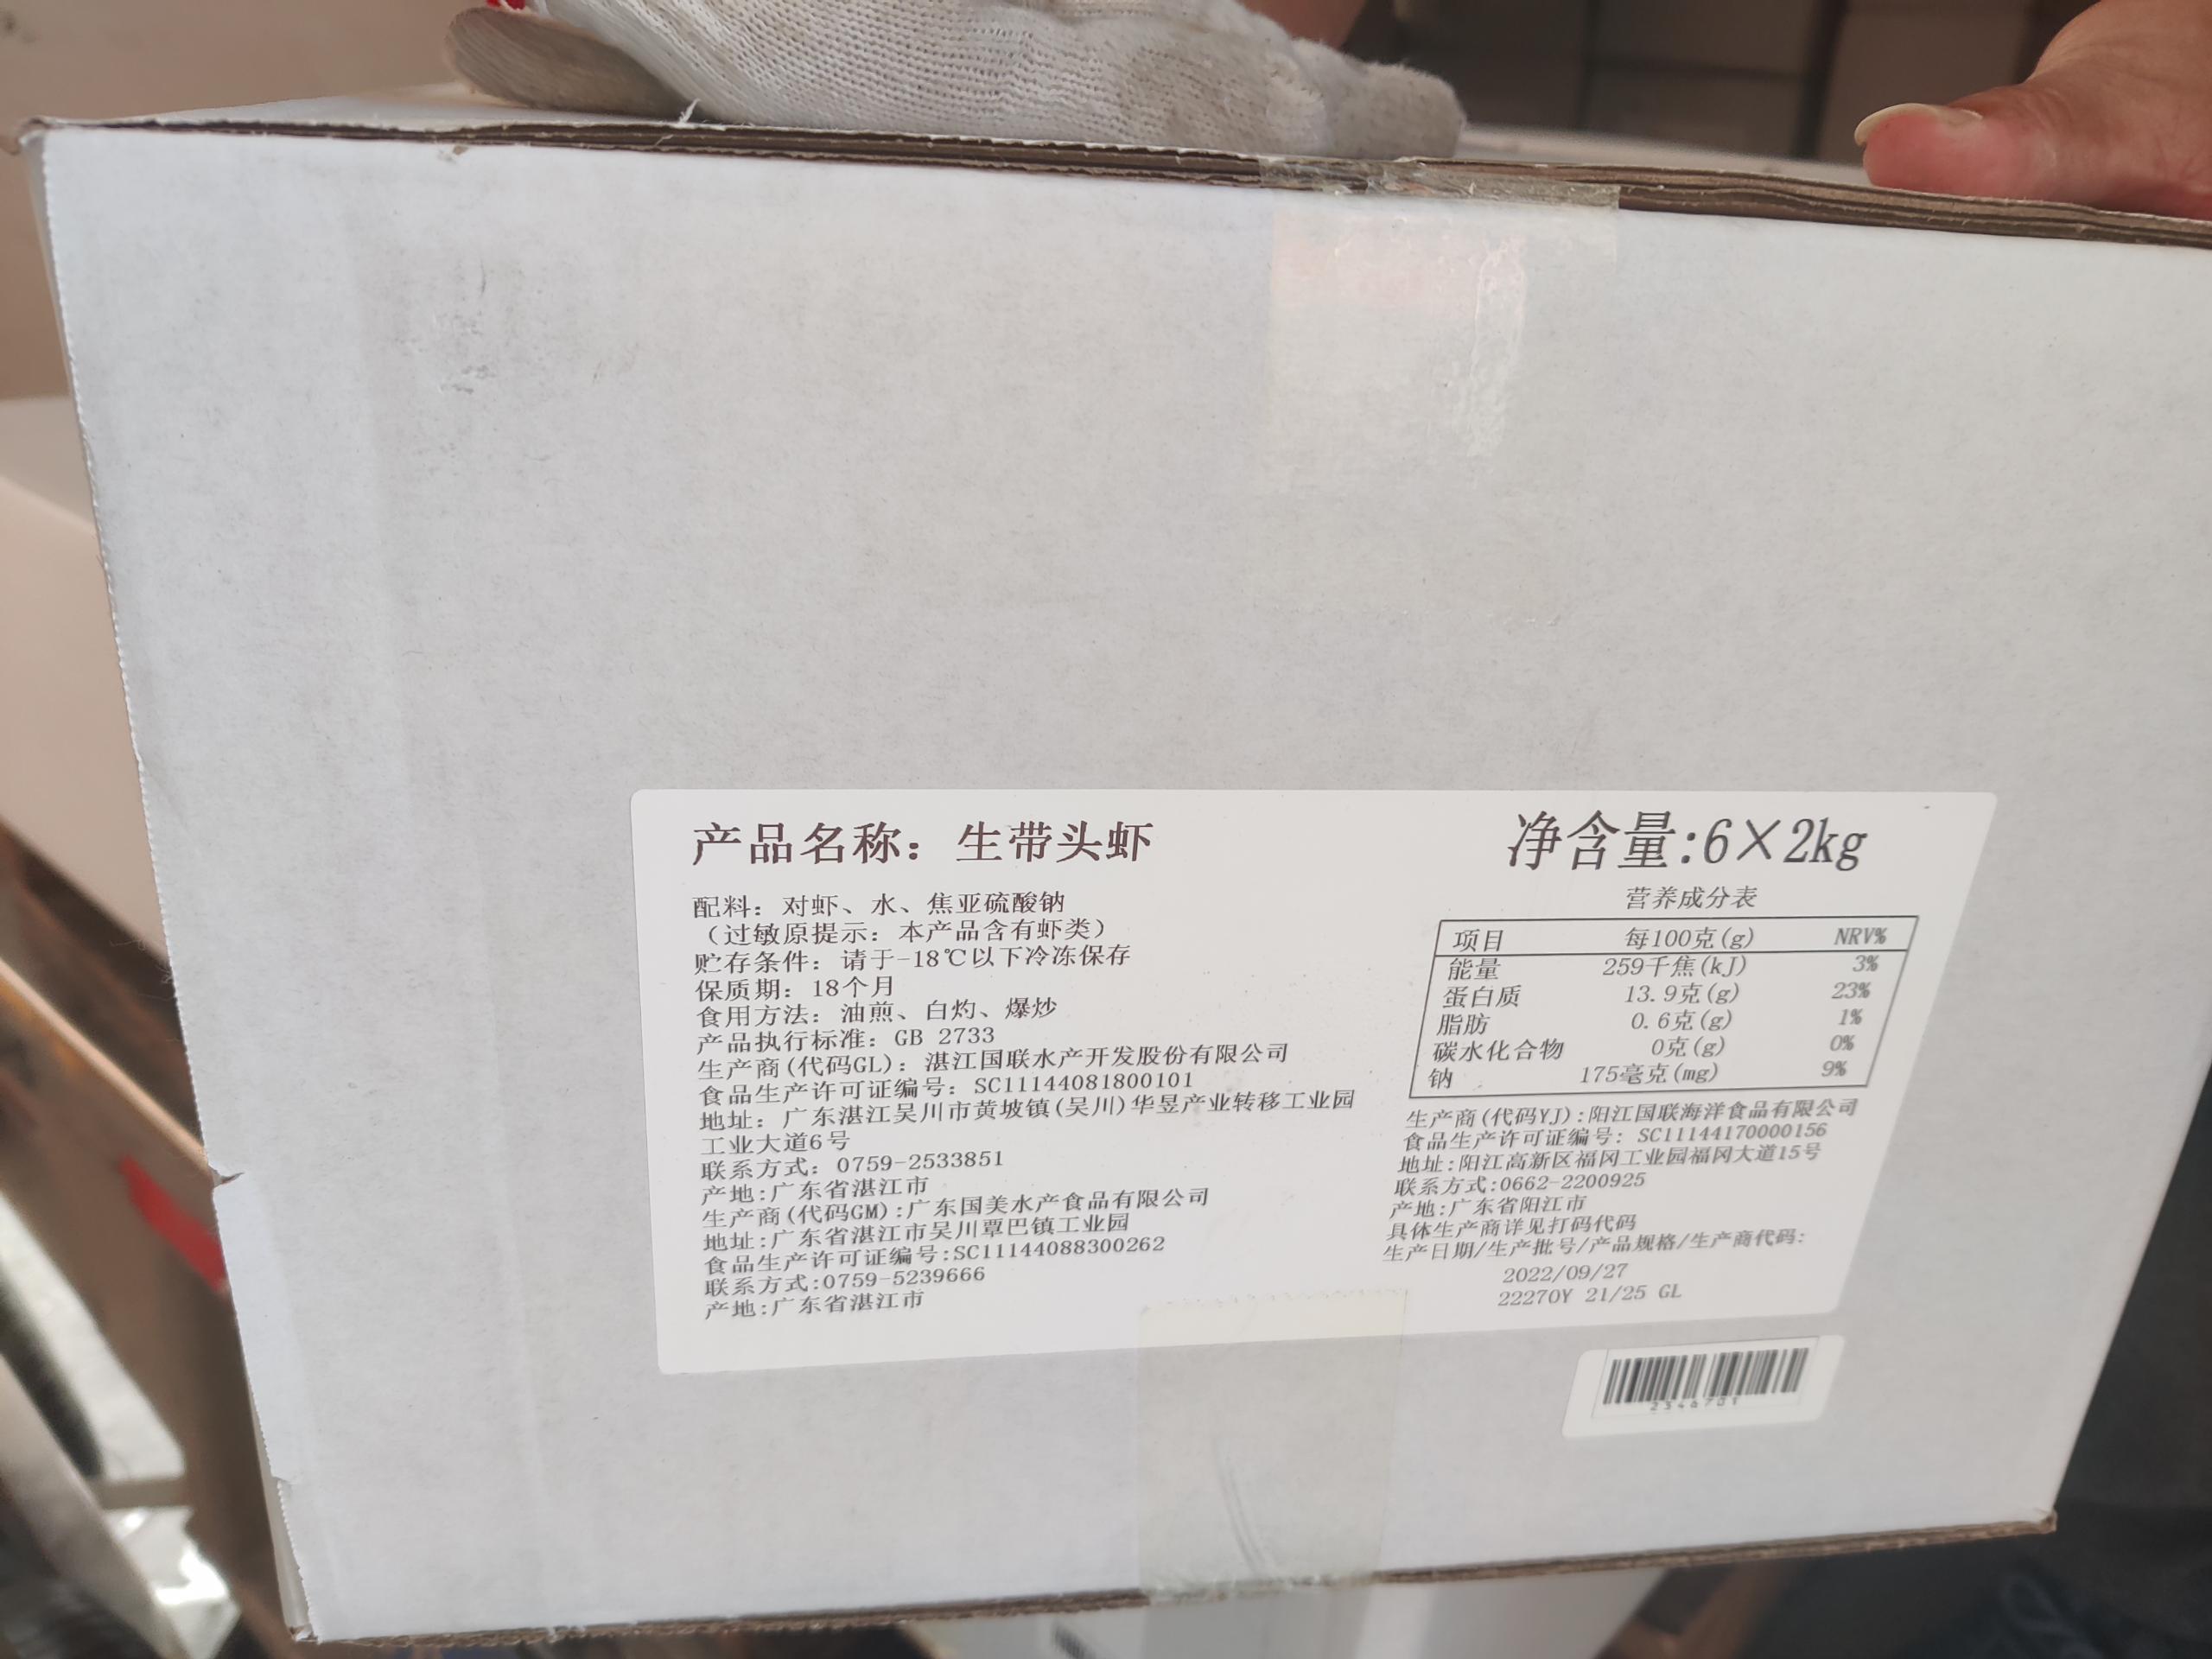 产品名称：生带头虾
配料：对虾、水、焦亚硫酸钠
（过敏原提示：本产品含有虾类）
贮存条件：请于-18℃以下冷冻保存
保质期：18个月
食用方法：油煎、白灼、爆炒
产品执行标准：GB 2733
生产商(代码GL)：湛江国联水产开发股份有限公司
食品生产许可证编号：SC11144081800101
地址：广东湛江吴川市黄坡镇(吴川)华昱产业转移工业园
工业大道6号
联系方式：0759-2533851
产地:广东省湛江市
生产商(代码GM):广东国美水产食品有限公司
地址:广东省湛江市吴川覃巴镇工业园
食品生产许可证编号:SC11144088300262
联系方式:0759-5239666
产地:广东省湛江市
净含量:6×2kg
营养成分表
项目 每100克(g) NRV%
能量 259千焦(kJ) 3%
蛋白质 13.9克(g) 23%
脂肪 0.6克(g) 1%
碳水化合物 0克(g) 0%
钠 175毫克(mg) 9%
生产商(代码YJ):阳江国联海洋食品有限公司
食品生产许可证编号：SC11144170000156
地址:阳江高新区福冈工业园福冈大道15号
联系方式:0662-2200925
产地:广东省阳江市
具体生产商详见打码代码
生产日期/生产批号/产品规格/生产商代码:
2022/09/27
22270Y 21/25 GL